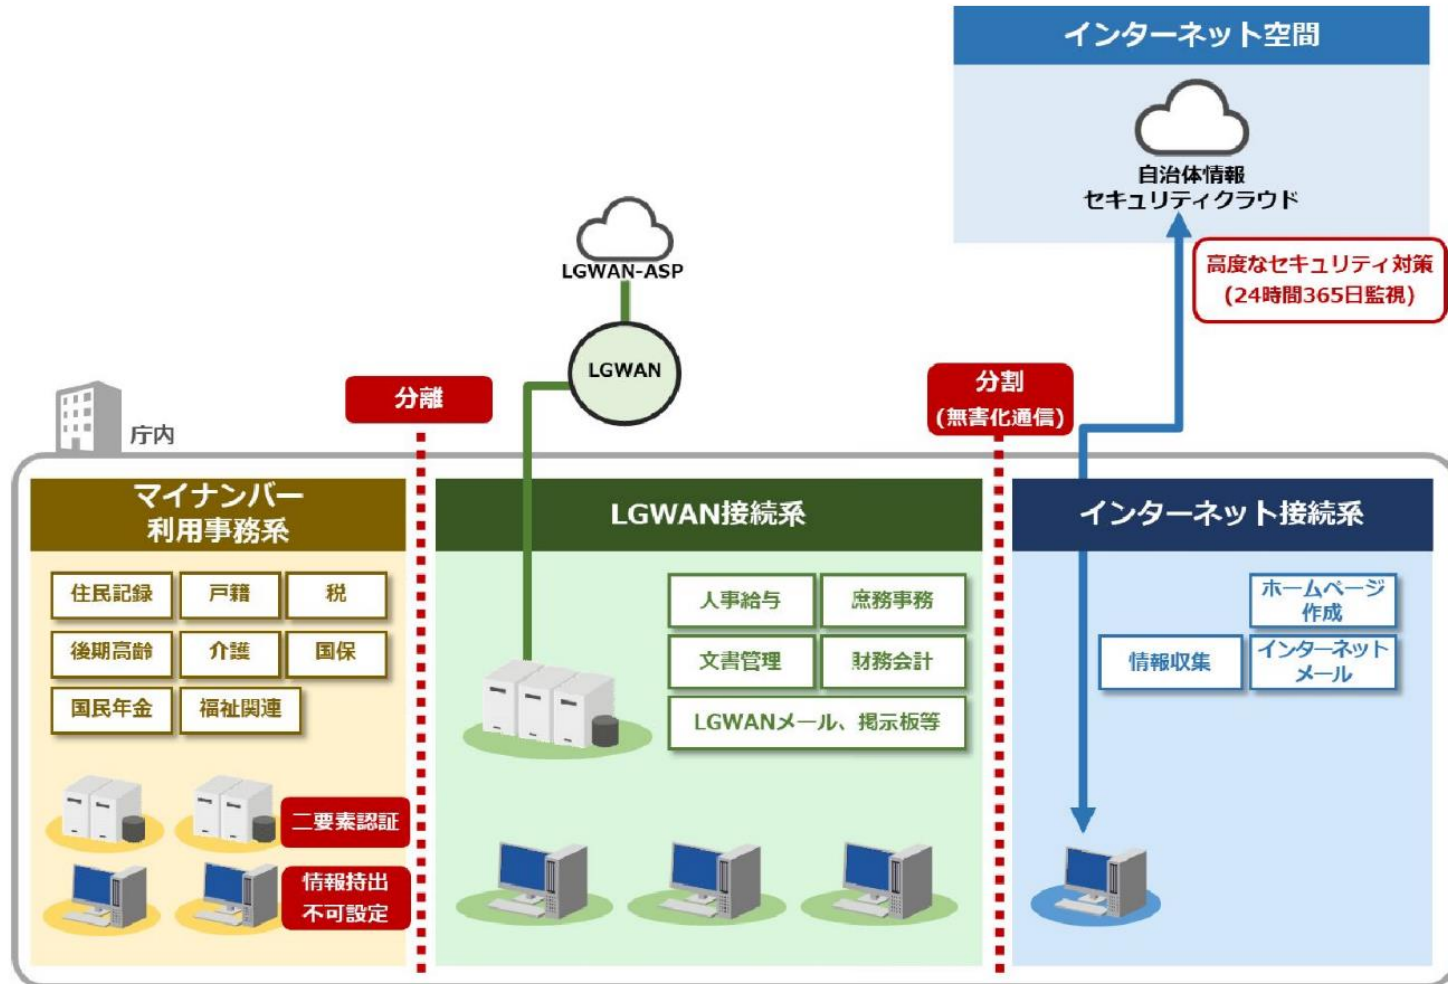 インターネット空間
自治体情報
セキュリティクラウド
高度なセキュリティ対策
(24時間365日監視)
LGWAN-ASP
LGWAN
分離
分割
(無害化通信)
庁内
マイナンバー
利用事務系
住民記録
戸籍
税
後期高齢
介護
国保
国民年金
福祉関連
二要素認証
情報持出
不可設定
LGWAN接続系
人事給与
庶務事務
文書管理
財務会計
LGWANメール、掲示板等
インターネット接続系
ホームページ
作成
情報収集
インターネット
メール